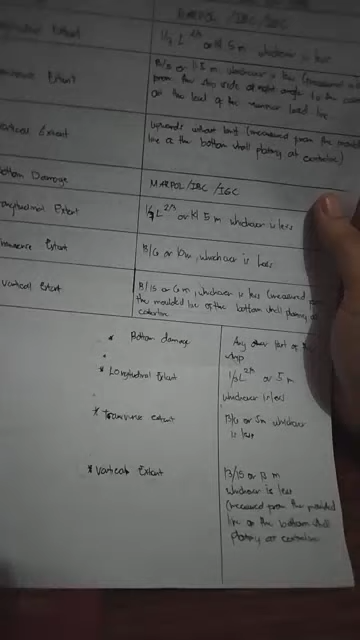 MARPOL /IBC/IGC
Extent
1/3 L 2/3 or 14.5 m whichever is less
Extent
B/5 or 11.5 m, whichever is less (measured
from the ship side at right angle to the
at the level of the summer load line.
Vertical Extent
upwards without limit (measured from the moulded
line of the bottom shell plating at centreline)
Bottom Damage
MARPOL/IBC/IGC
Longitudinal Extent
1/3 L 2/3 or 14.5 m whichever is less
Transverse Extent
B/6 or 10m, whichever is less
Vertical Extent
B/15 or 6 m, whichever is less (measured from
the moulded line of the bottom shell plating at
* Bottom damage
Any other part of the
ship
* Longitudinal Extent
1/3 L 2/3 or 5 m
whichever is less
* Transverse extent
B/6 or 5m whichever
is less
* Vertical Extent
B/15 or m
whichever is less
(measured from the moulded
line of the bottom shell
plating at centreline